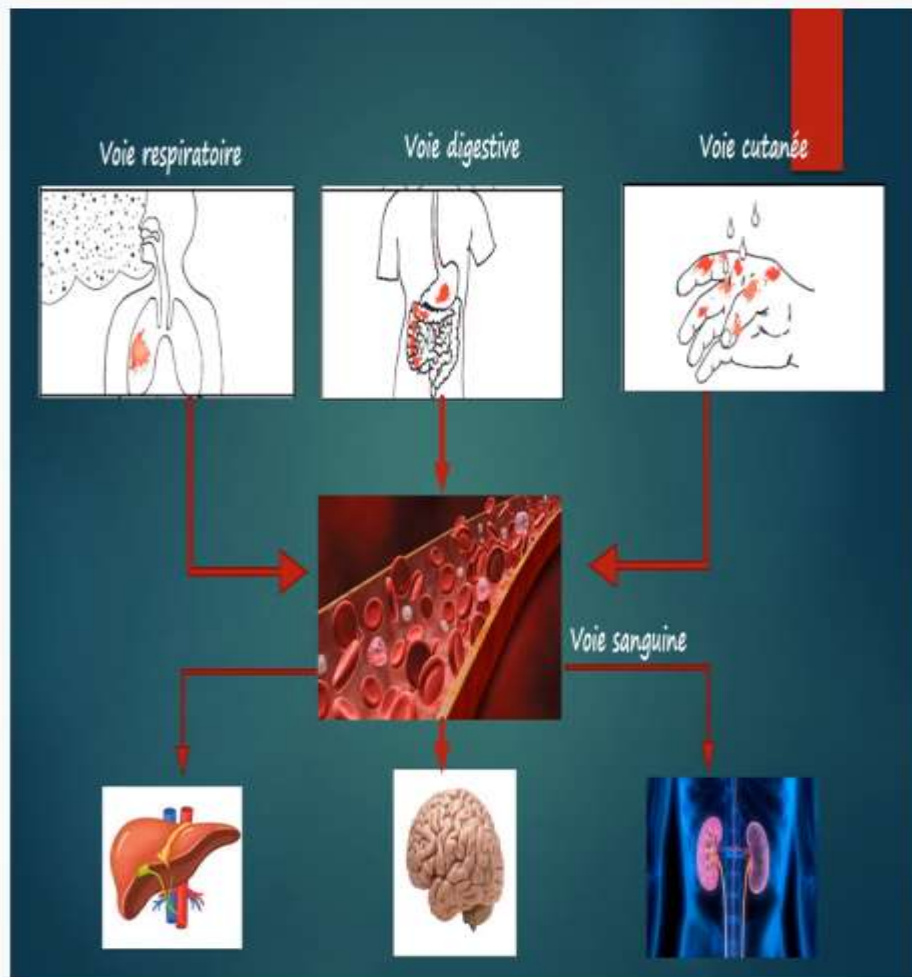 Voie respiratoire
Voie digestive
Voie cutanée
Voie sanguine